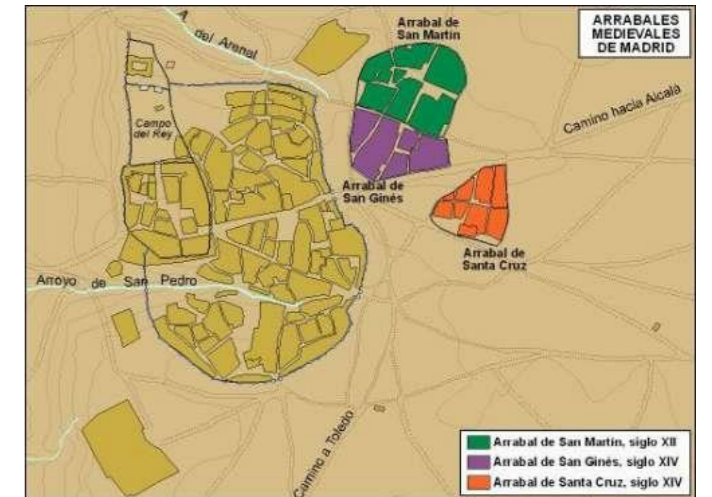 ARRABALES
MEDIEVALES
DE MADRID
Arrabal de
San Martín
A. del Arenal
Campo
del Rey
Camino hacia Alcalá
Arrabal de
San Ginés
Arrabal de
Santa Cruz
Arroyo de San Pedro
Camino a Toledo
Arrabal de San Martín, siglo XII
Arrabal de San Ginés, siglo XIV
Arrabal de Santa Cruz, siglo XIV